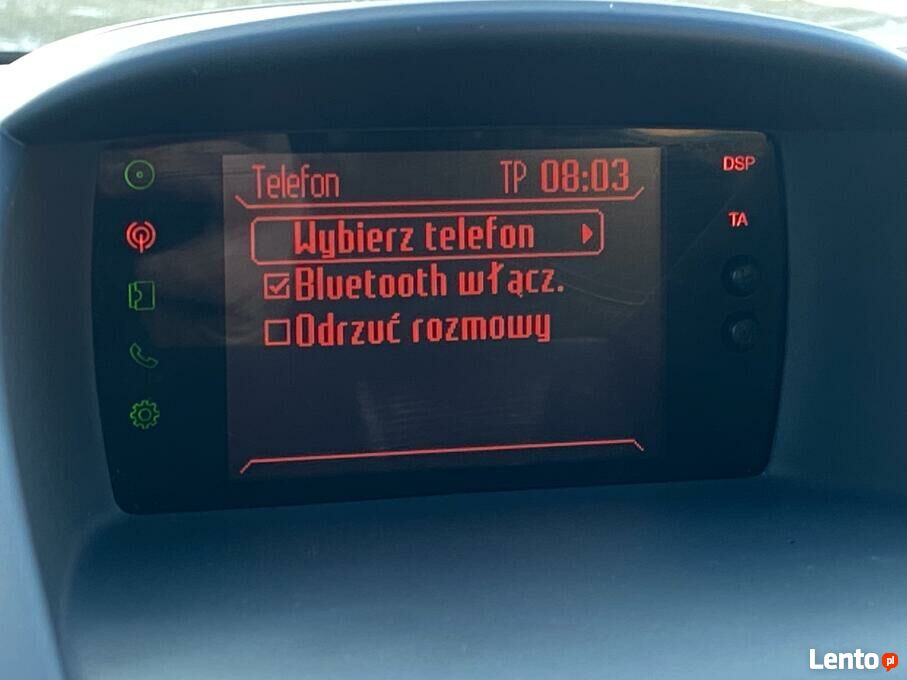 Telefon TP 08:03 DSP
TA
Wybierz telefon
Bluetooth włącz.
Odrzuć rozmowy
Lento pl